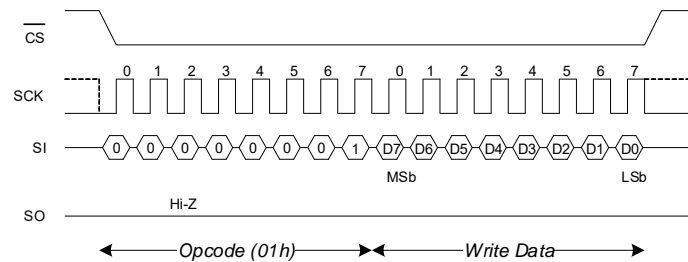 CS
0 1 2 3 4 5 6 7 0 1 2 3 4 5 6 7
SCK
SI 0 0 0 0 0 0 0 1 D7 D6 D5 D4 D3 D2 D1 D0
MSb LSb
Hi-Z
SO
Opcode (01h) Write Data